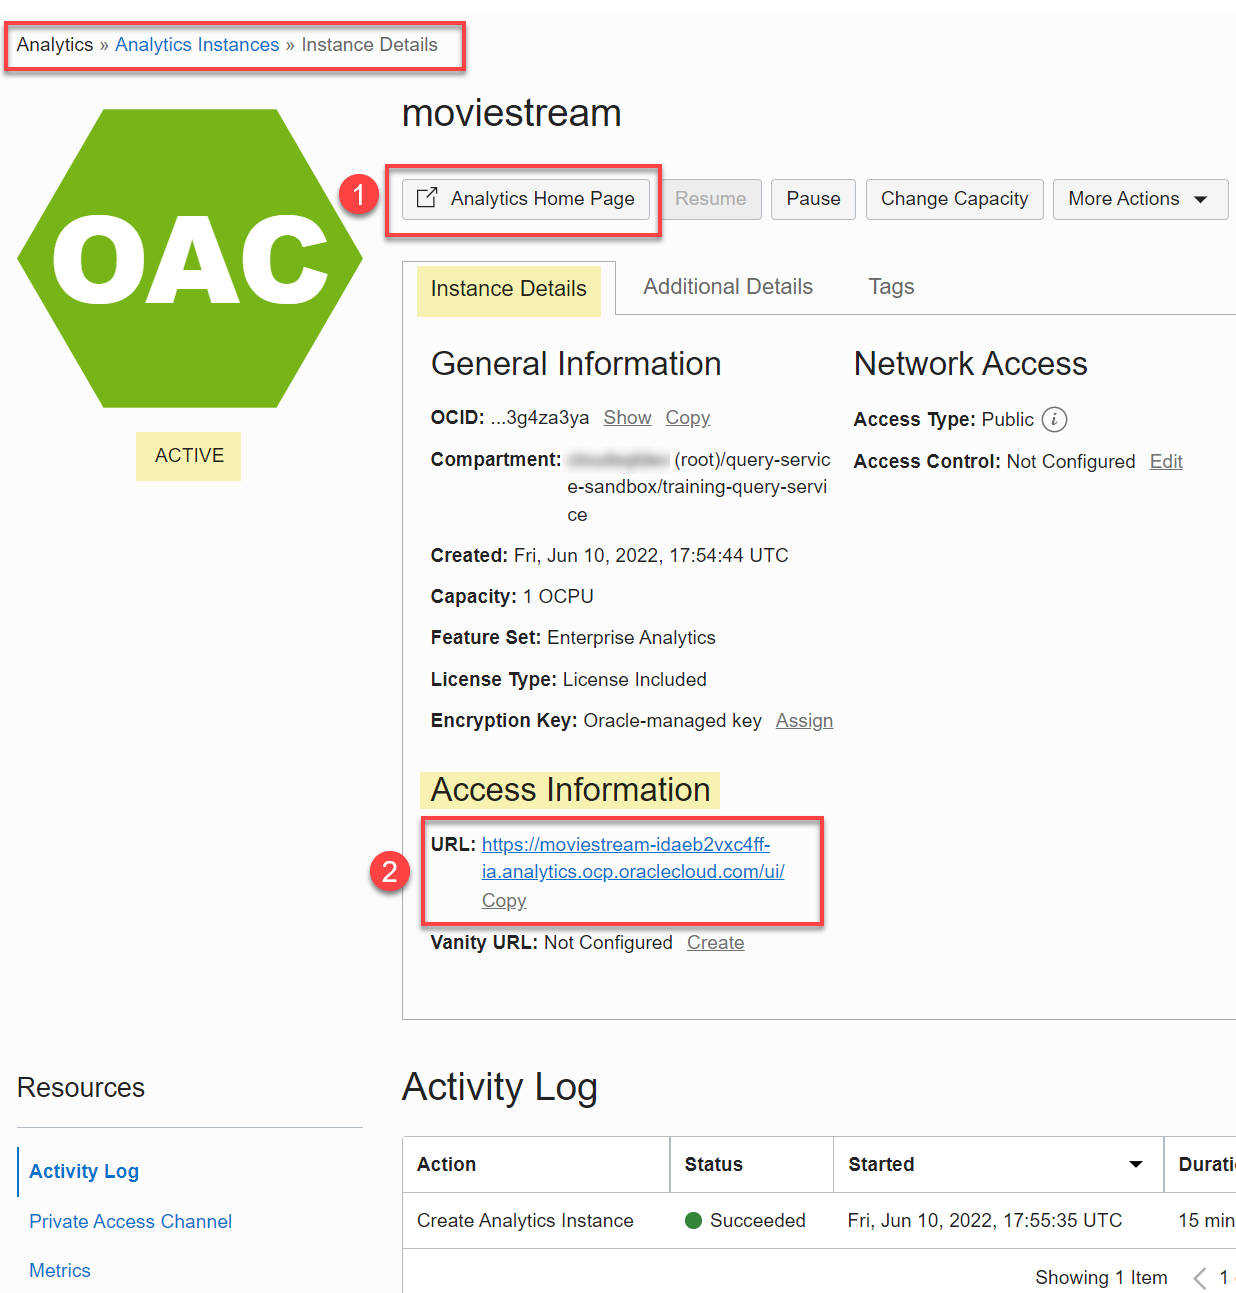 Analytics » Analytics Instances » Instance Details
OAC
ACTIVE
moviestream
1
Analytics Home Page
Resume
Pause
Change Capacity
More Actions
Instance Details
Additional Details
Tags
General Information
OCID: ...3g4za3ya Show Copy
Compartment: (root)/query-servic
e-sandbox/training-query-servi
ce
Created: Fri, Jun 10, 2022, 17:54:44 UTC
Capacity: 1 OCPU
Feature Set: Enterprise Analytics
License Type: License Included
Encryption Key: Oracle-managed key Assign
Network Access
Access Type: Public i
Access Control: Not Configured Edit
Access Information
2
URL: https://moviestream-idaeb2vxc4ff-
ia.analytics.ocp.oraclecloud.com/ui/
Copy
Vanity URL: Not Configured Create
Resources
Activity Log
Private Access Channel
Metrics
Activity Log
Action Status Started Durati
Create Analytics Instance Succeeded Fri, Jun 10, 2022, 17:55:35 UTC 15 min
Showing 1 Item 1